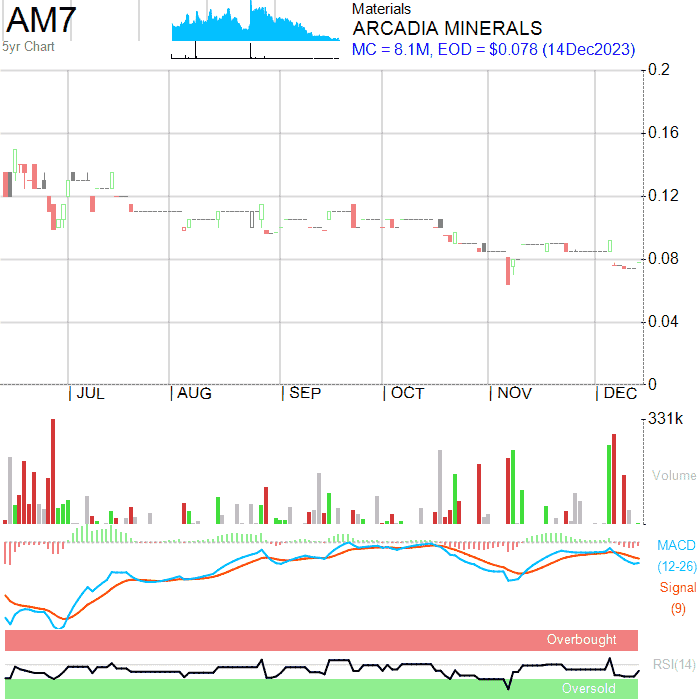 AM7
5yr Chart
Materials
ARCADIA MINERALS
MC = 8.1M, EOD = $0.078 (14Dec2023)
0.2
0.16
0.12
0.08
0.04
0
JUL AUG SEP OCT NOV DEC
331k
Volume
MACD
(12-26)
Signal
(9)
Overbought
RSI(14)
Oversold